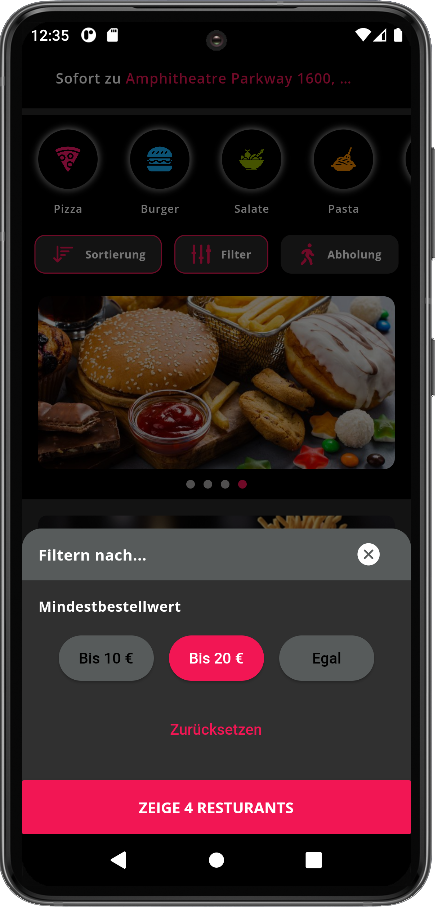 12:35
Sofort zu Amphitheatre Parkway 1600, ...
Pizza
Burger
Salate
Pasta
Sortierung
Filter
Abholung
Filtern nach...
Mindestbestellwert
Bis 10 €
Bis 20 €
Egal
Zurücksetzen
ZEIGE 4 RESTURANTS